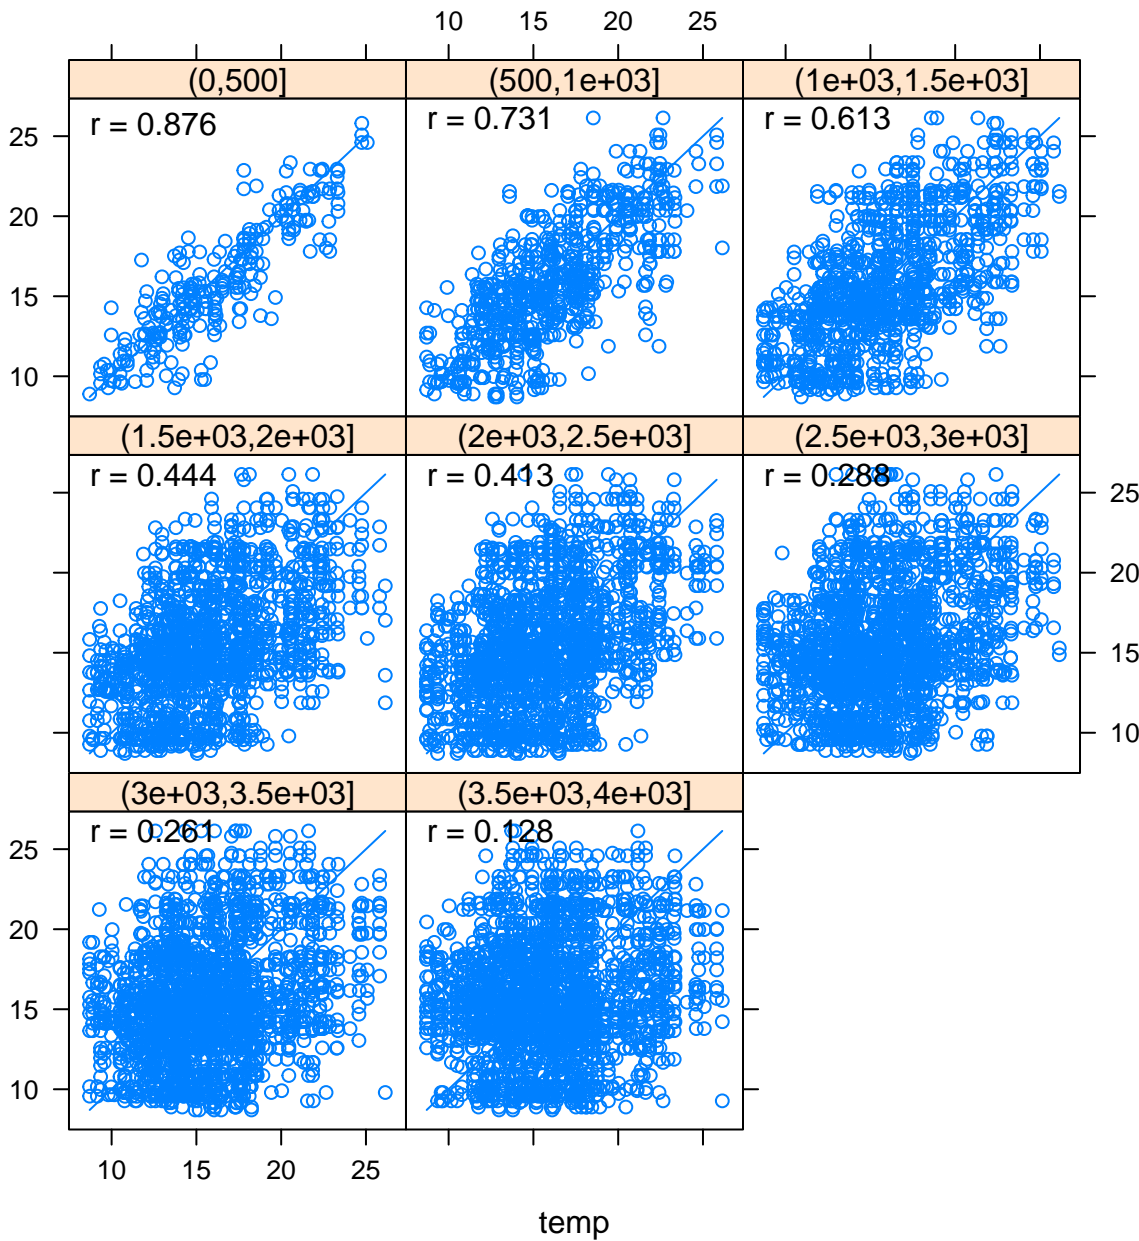 10 15 20 25
(0,500] (500,1e+03] (1e+03,1.5e+03]
r = 0.876 r = 0.731 r = 0.613
25
20
15
10
(1.5e+03,2e+03] (2e+03,2.5e+03] (2.5e+03,3e+03]
r = 0.444 r = 0.413 r = 0.288
25
20
15
10
(3e+03,3.5e+03] (3.5e+03,4e+03]
r = 0.261 r = 0.128
25
20
15
10
10 15 20 25
temp